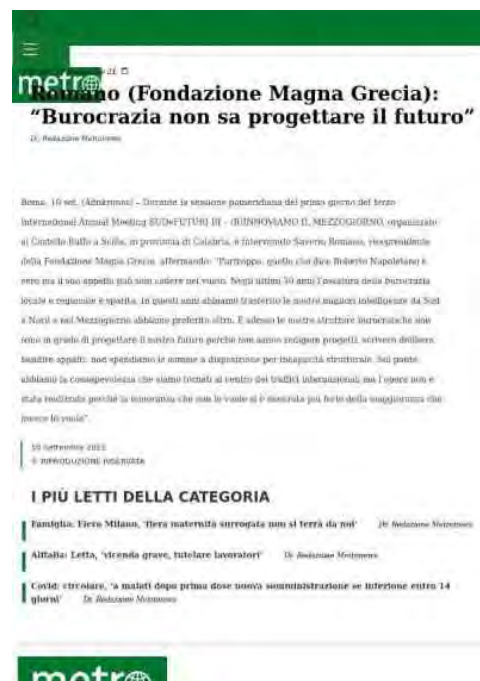 metro
Romano (Fondazione Magna Grecia):
“Burocrazia non sa progettare il futuro”
Di: Redazione Metronews
Roma, 10 set. (Adnkronos) – Durante la sessione pomeridiana del primo giorno del terzo
International Annual Meeting SUDeFUTURI III – (R)INNOVIAMO IL MEZZOGIORNO, organizzato
al Castello Ruffo a Scilla, in provincia di Calabria, è intervenuto Saverio Romano, vicepresidente
della Fondazione Magna Grecia, affermando: “Purtroppo, quello che dice Roberto Napoletano è
vero ma il suo appello può non cadere nel vuoto. Negli ultimi 30 anni l'ossatura della burocrazia
locale e regionale è sparita. In questi anni abbiamo trasferito le nostre migliori intelligenze da Sud
a Nord e nel Mezzogiorno abbiamo preferito altro. E adesso le nostre strutture burocratiche non
sono in grado di progettare il nostro futuro perché non sanno redigere progetti, scrivere delibere,
bandire appalti: non spendiamo le somme a disposizione per incapacità strutturale. Sul ponte
abbiamo la consapevolezza che siamo tornati al centro dei traffici internazionali ma l'opera non è
stata realizzata perché la minoranza che non lo vuole si è mostrata più forte della maggioranza che
invece lo vuole”.
10 Settembre 2021
© RIPRODUZIONE RISERVATA
I PIÙ LETTI DELLA CATEGORIA
Famiglia: Fiera Milano, 'fiera maternità surrogata non si terrà da noi' Di: Redazione Metronews
Alitalia: Letta, 'vicenda grave, tutelare lavoratori' Di: Redazione Metronews
Covid: circolare, 'a malati dopo prima dose nuova somministrazione se infezione entro 14
giorni' Di: Redazione Metronews
metro